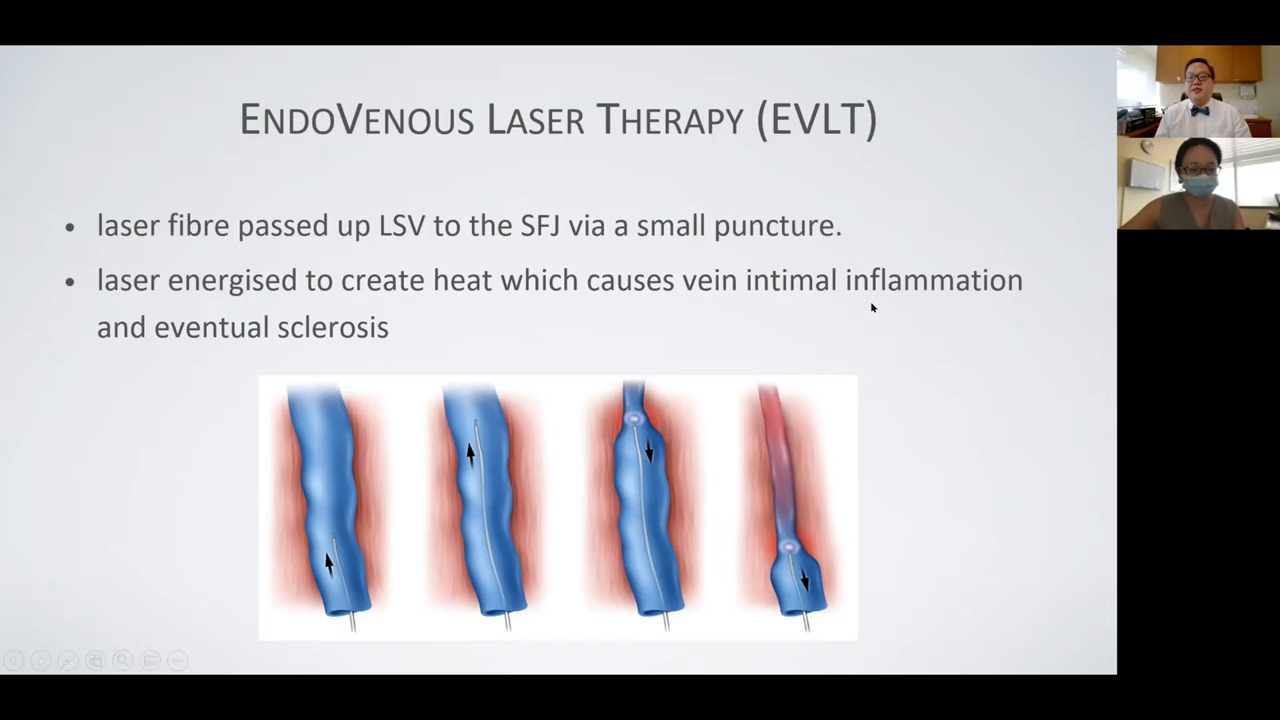 ENDOVENOUS LASER THERAPY (EVLT)
• laser fibre passed up LSV to the SFJ via a small puncture.
• laser energised to create heat which causes vein intimal inflammation
and eventual sclerosis